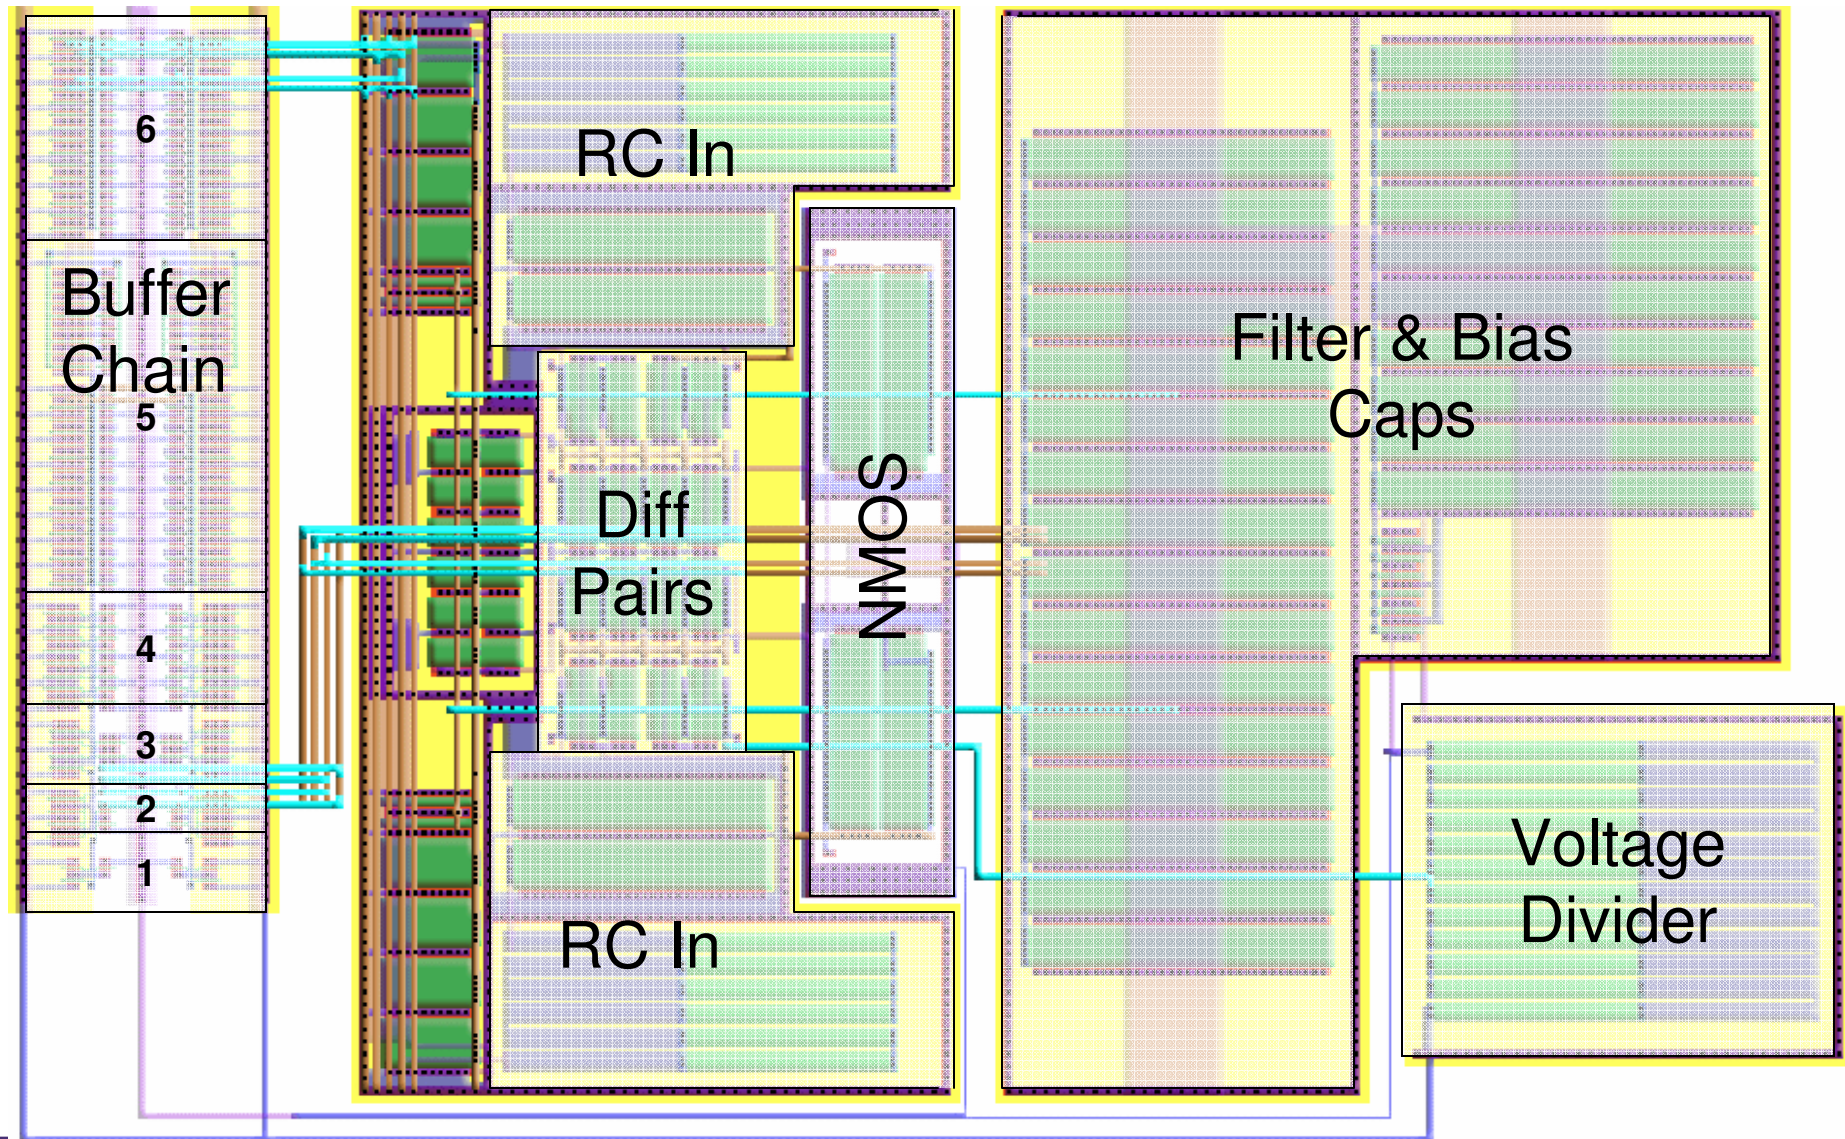 6
Buffer
Chain
5
4
3
2
1
RC In
Diff
Pairs
NMOS
RC In
Filter & Bias
Caps
Voltage
Divider